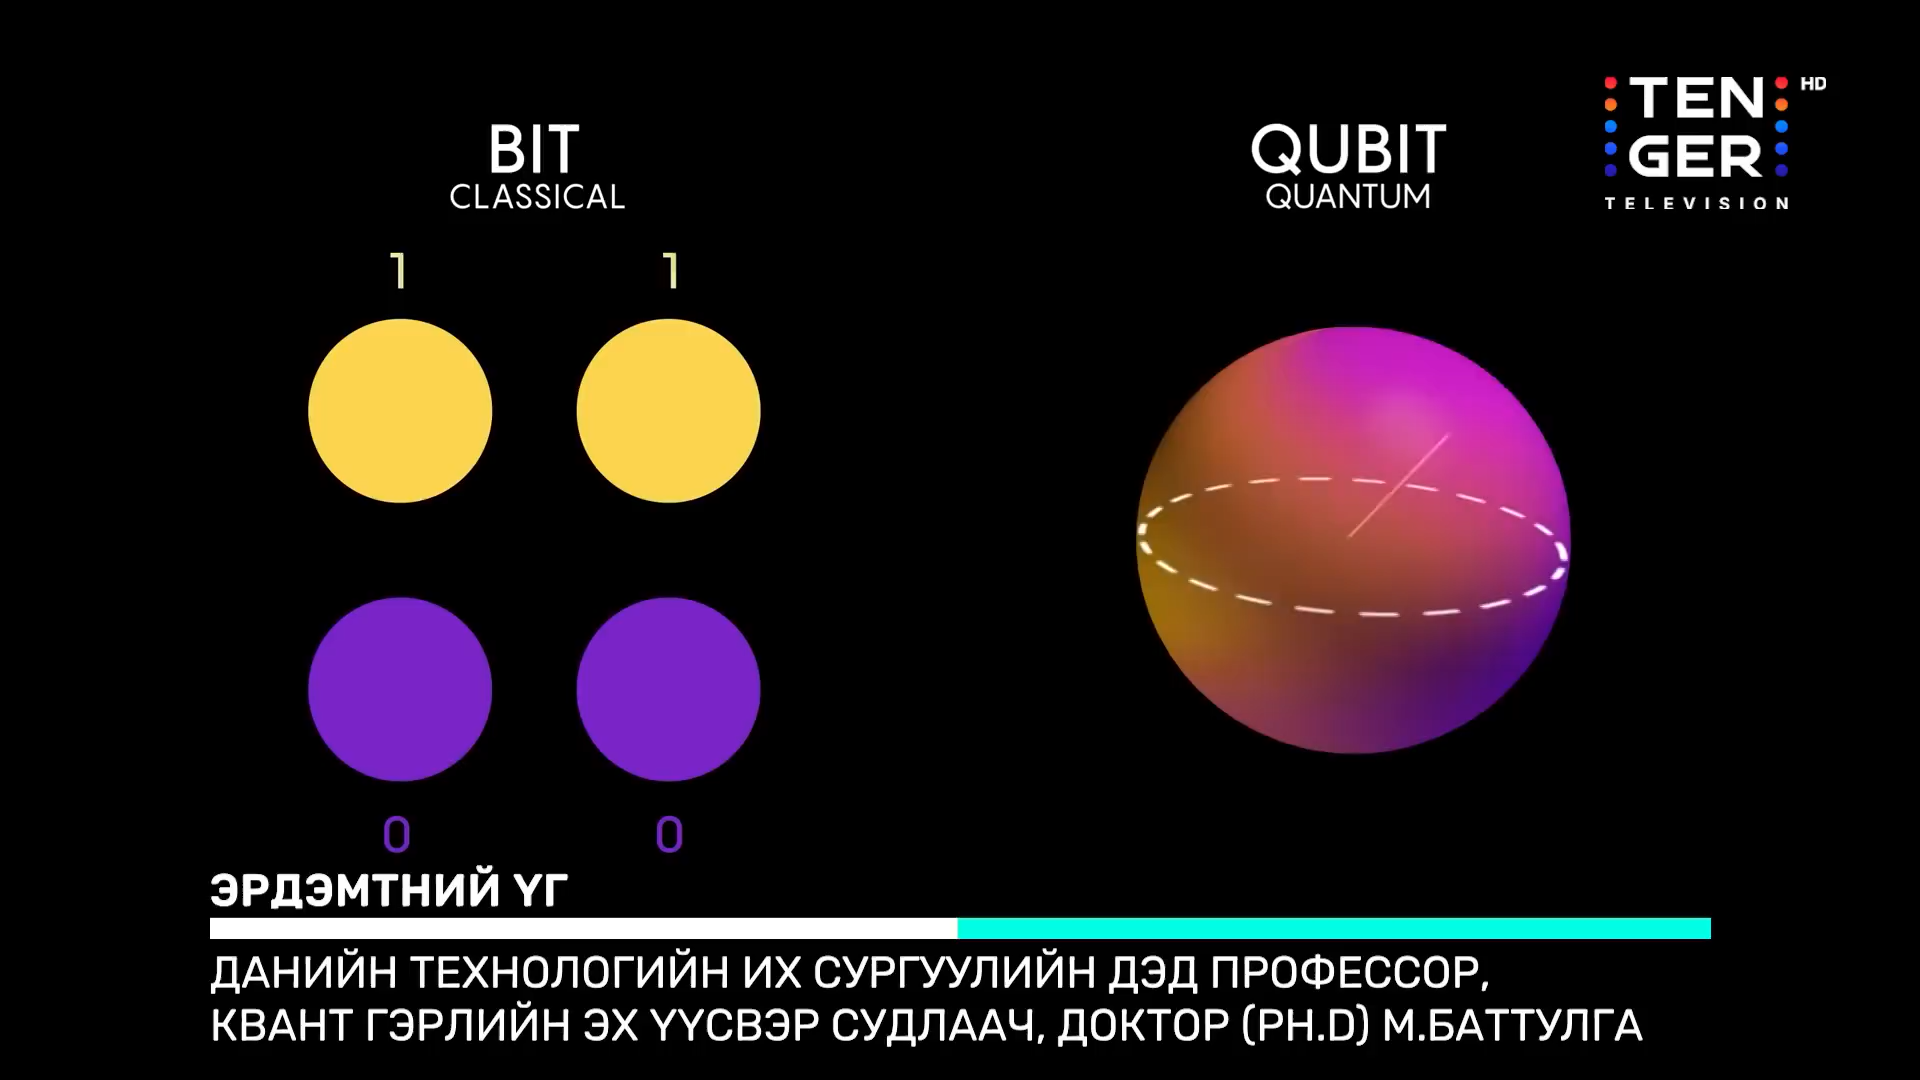 BIT
CLASSICAL
QUBIT
QUANTUM
TEN HD
GER
TELEVISION
1 1
0 0
ЭРДЭМТНИЙ ҮГ
ДАНИЙН ТЕХНОЛОГИЙН ИХ СУРГУУЛИЙН ДЭД ПРОФЕССОР,
КВАНТ ГЭРЛИЙН ЭХ ҮҮСВЭР СУДЛААЧ, ДОКТОР (PH.D) М.БАТТУЛГА